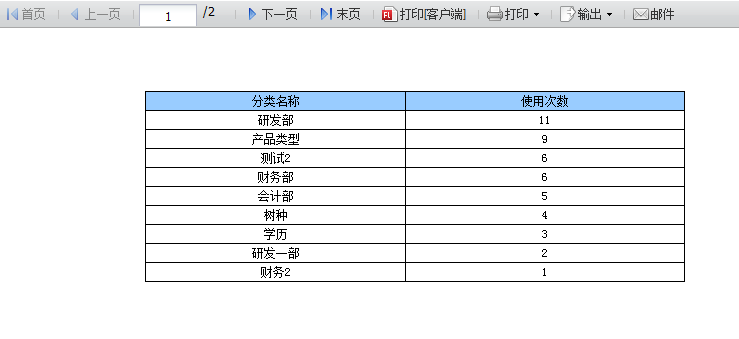 首页 上一页 1 /2 下一页 末页 打印[客户端] 打印 输出 邮件
分类名称 使用次数
研发部 11
产品类型 9
测试2 6
财务部 6
会计部 5
树种 4
学历 3
研发一部 2
财务2 1